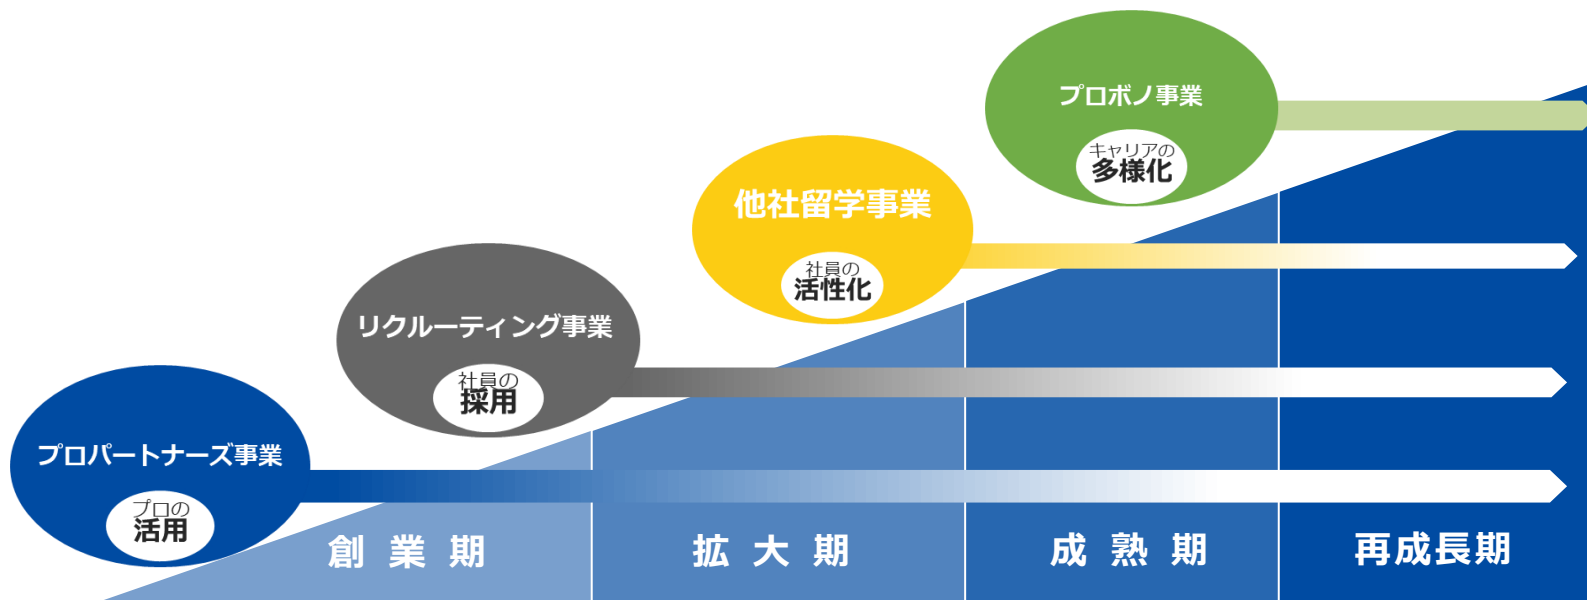 プロボノ事業
キャリアの
多様化
他社留学事業
社員の
活性化
リクルーティング事業
社員の
採用
プロパートナーズ事業
プロの
活用
創業期
拡大期
成熟期
再成長期